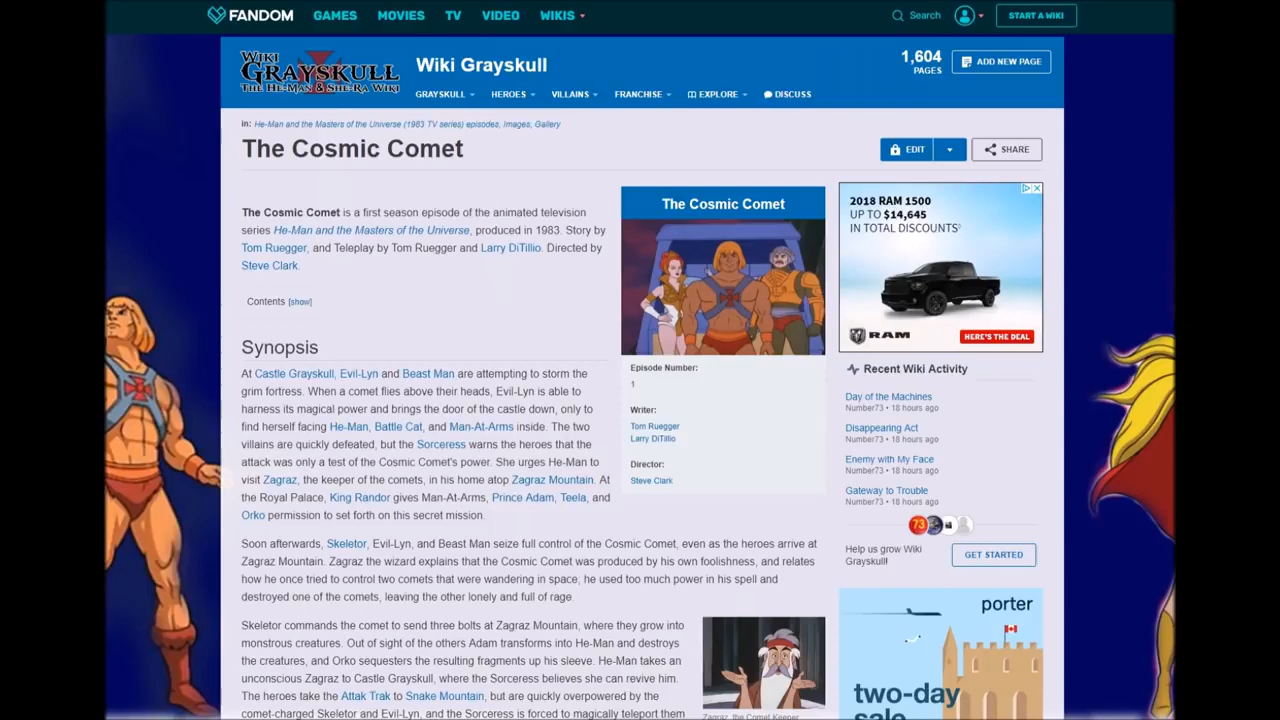 FANDOM GAMES MOVIES TV VIDEO WIKIS Search START A WIKI
WIKI
GRAYSKULL
THE HE-MAN & SHE-RA WIKI
Wiki Grayskull
1,604
PAGES
ADD NEW PAGE
GRAYSKULL HEROES VILLAINS FRANCHISE EXPLORE DISCUSS
in: He-Man and the Masters of the Universe (1983 TV series) episodes, Images, Gallery
The Cosmic Comet
EDIT
SHARE
The Cosmic Comet is a first season episode of the animated television
series He-Man and the Masters of the Universe, produced in 1983. Story by
Tom Ruegger, and Teleplay by Tom Ruegger and Larry DiTillio. Directed by
Steve Clark.
Contents [show]
Synopsis
At Castle Grayskull, Evil-Lyn and Beast Man are attempting to storm the
grim fortress. When a comet flies above their heads, Evil-Lyn is able to
harness its magical power and brings the door of the castle down, only to
find herself facing He-Man, Battle Cat, and Man-At-Arms inside. The two
villains are quickly defeated, but the Sorceress warns the heroes that the
attack was only a test of the Cosmic Comet's power. She urges He-Man to
visit Zagraz, the keeper of the comets, in his home atop Zagraz Mountain. At
the Royal Palace, King Randor gives Man-At-Arms, Prince Adam, Teela, and
Orko permission to set forth on this secret mission.
Soon afterwards, Skeletor, Evil-Lyn, and Beast Man seize full control of the Cosmic Comet, even as the heroes arrive at
Zagraz Mountain. Zagraz the wizard explains that the Cosmic Comet was produced by his own foolishness, and relates
how he once tried to control two comets that were wandering in space, he used too much power in his spell and
destroyed one of the comets, leaving the other lonely and full of rage.
Skeletor commands the comet to send three bolts at Zagraz Mountain, where they grow into
monstrous creatures. Out of sight of the others Adam transforms into He-Man and destroys
the creatures, and Orko sequesters the resulting fragments up his sleeve. He-Man takes an
unconscious Zagraz to Castle Grayskull, where the Sorceress believes she can revive him.
The heroes take the Attak Trak to Snake Mountain, but are quickly overpowered by the
comet-charged Skeletor and Evil-Lyn, and the Sorceress is forced to magically teleport them
The Cosmic Comet
Episode Number:
1
Writer:
Tom Ruegger
Larry DiTillio
Director:
Steve Clark
Zagraz, the Comet Keeper
2018 RAM 1500
UP TO $14,645
IN TOTAL DISCOUNTS
RAM
HERE'S THE DEAL
Recent Wiki Activity
Day of the Machines
Number73 • 18 hours ago
Disappearing Act
Number73 • 18 hours ago
Enemy with My Face
Number73 • 18 hours ago
Gateway to Trouble
Number73 • 18 hours ago
73
Help us grow Wiki
Grayskull!
GET STARTED
porter
two-day
sale